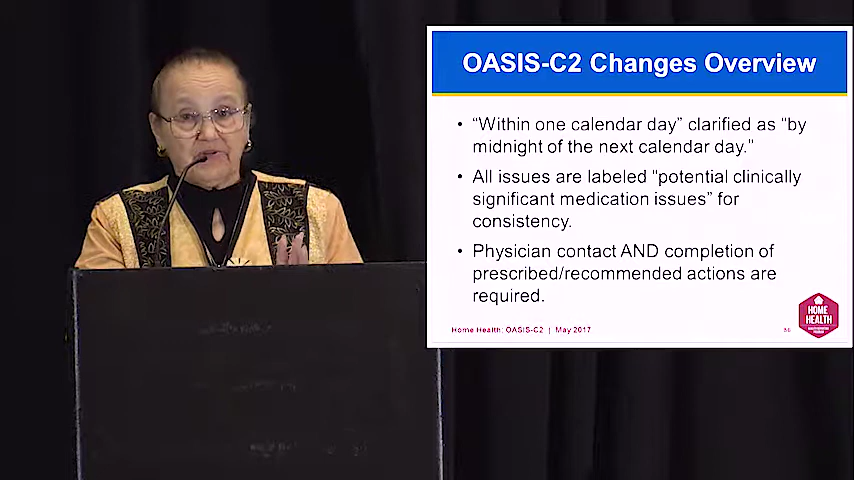 OASIS-C2 Changes Overview
• “Within one calendar day” clarified as “by
midnight of the next calendar day.”
• All issues are labeled “potential clinically
significant medication issues” for
consistency.
• Physician contact AND completion of
prescribed/recommended actions are
required.
Home Health: OASIS-C2 | May 2017
HOME
HEALTH